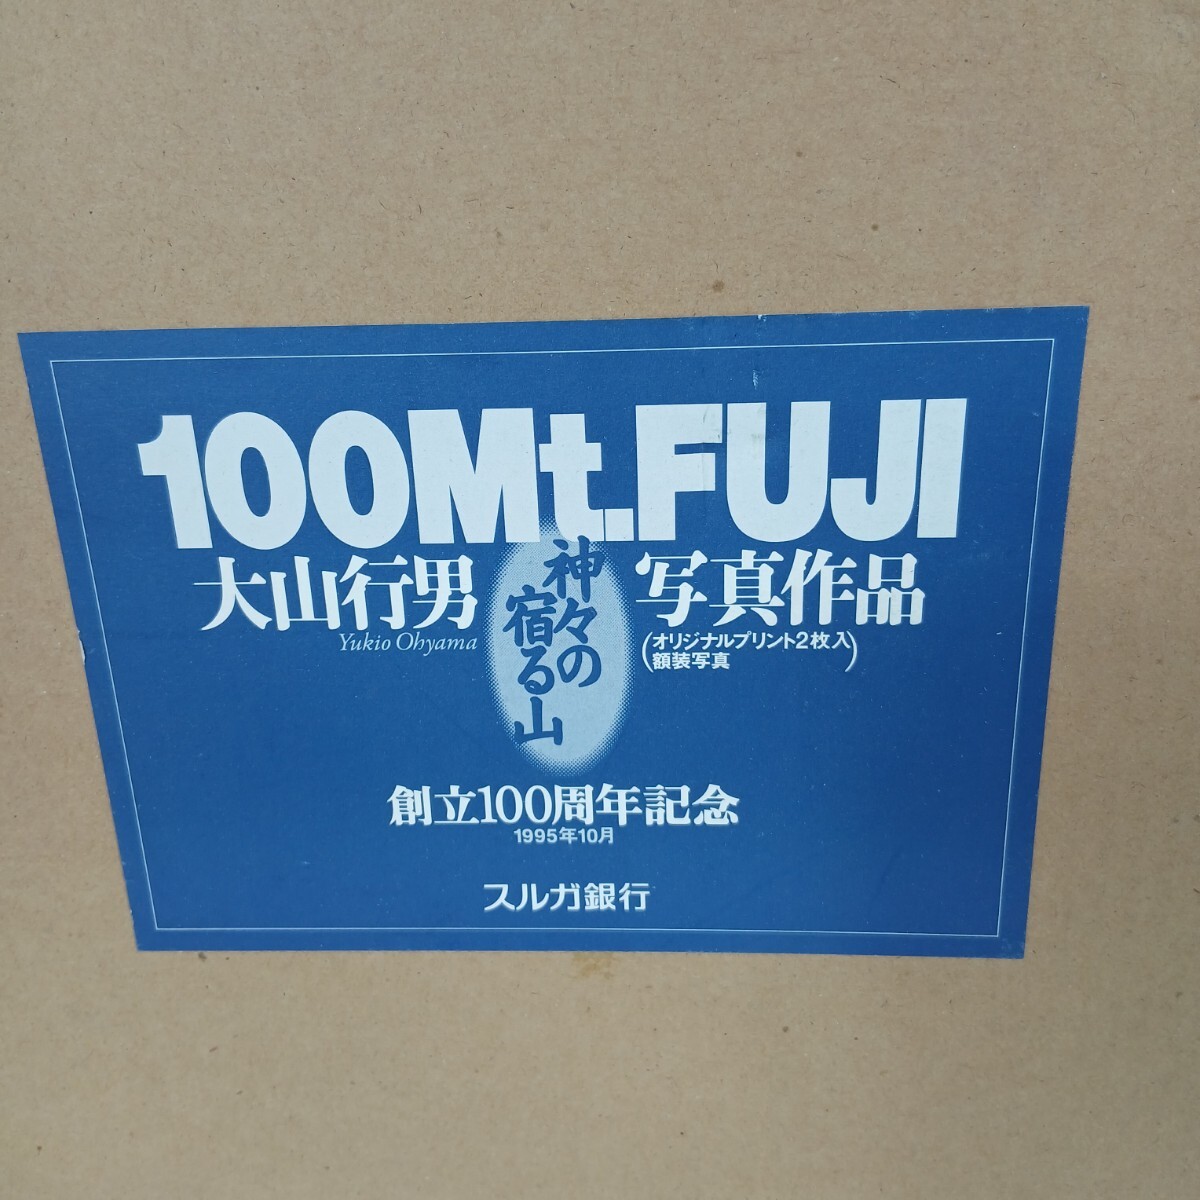 100Mt.FUJI
大山行男
Yukio Ohyama
神々の
宿る山
写真作品
(オリジナルプリント2枚入
額装写真)
創立100周年記念
1995年10月
スルガ銀行